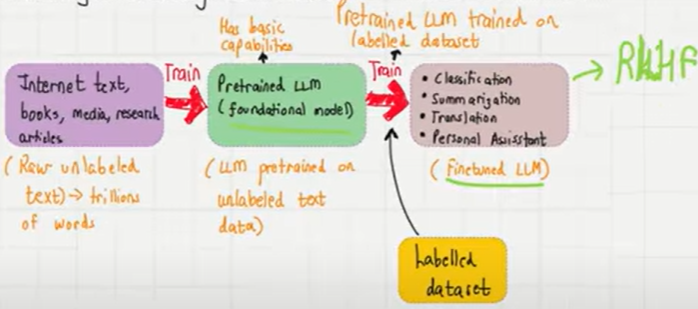 Has basic
capabilities
Pretrained LLM trained on
labelled dataset
Internet text,
books, media, research
articles
Train
Pretrained LLM
(foundational model)
Train
• Classification
• Summarization
• Translation
• Personal Assistant
(Raw unlabeled
text) → trillions
of words
(LLM pretrained on
unlabeled text
data)
(Finetuned LLM)
Labelled
dataset